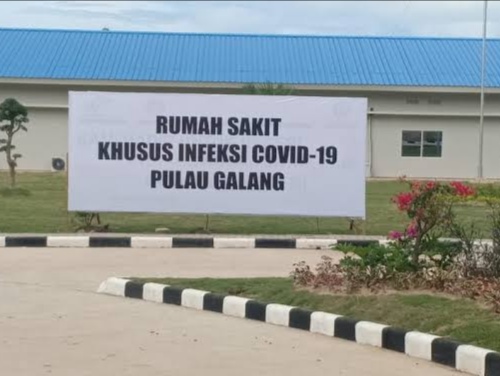 RUMAH SAKIT
KHUSUS INFEKSI COVID-19
PULAU GALANG